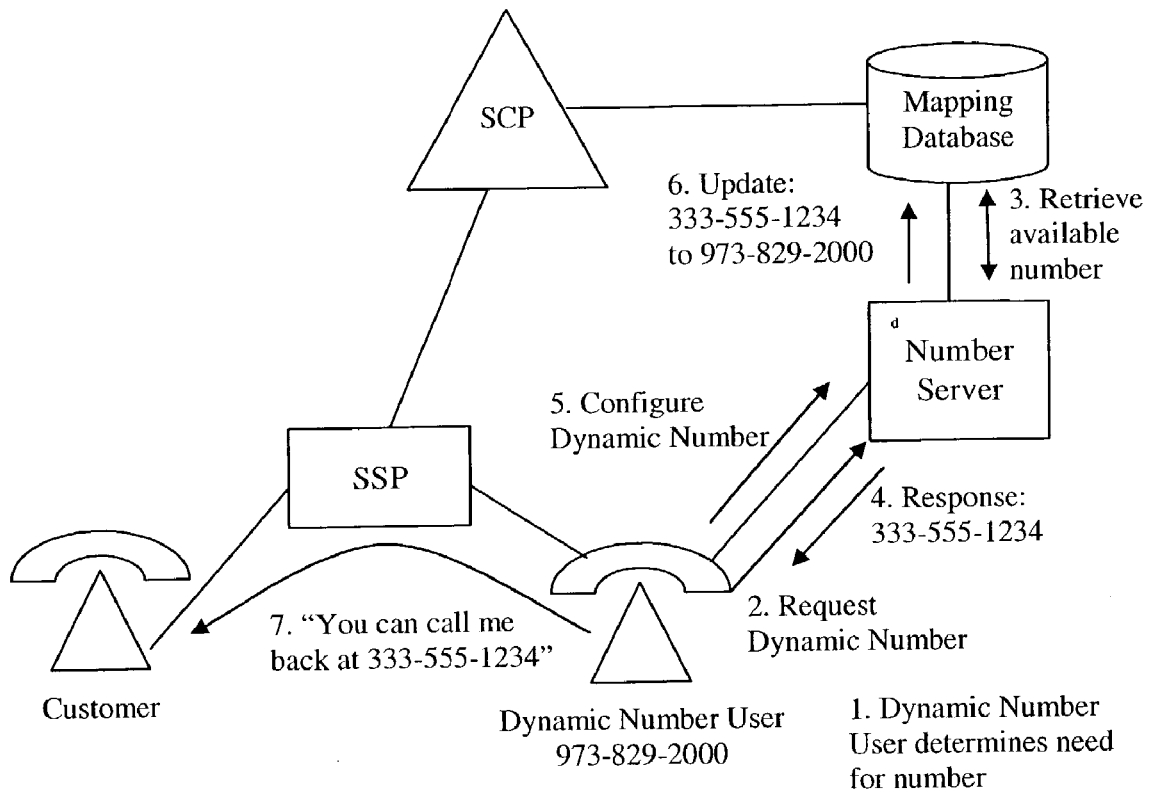 SCP
Mapping
Database
6. Update:
333-555-1234
to 973-829-2000
3. Retrieve
available
number
d
Number
Server
5. Configure
Dynamic Number
SSP
4. Response:
333-555-1234
7. “You can call me
back at 333-555-1234”
2. Request
Dynamic Number
Customer
Dynamic Number User
973-829-2000
1. Dynamic Number
User determines need
for number